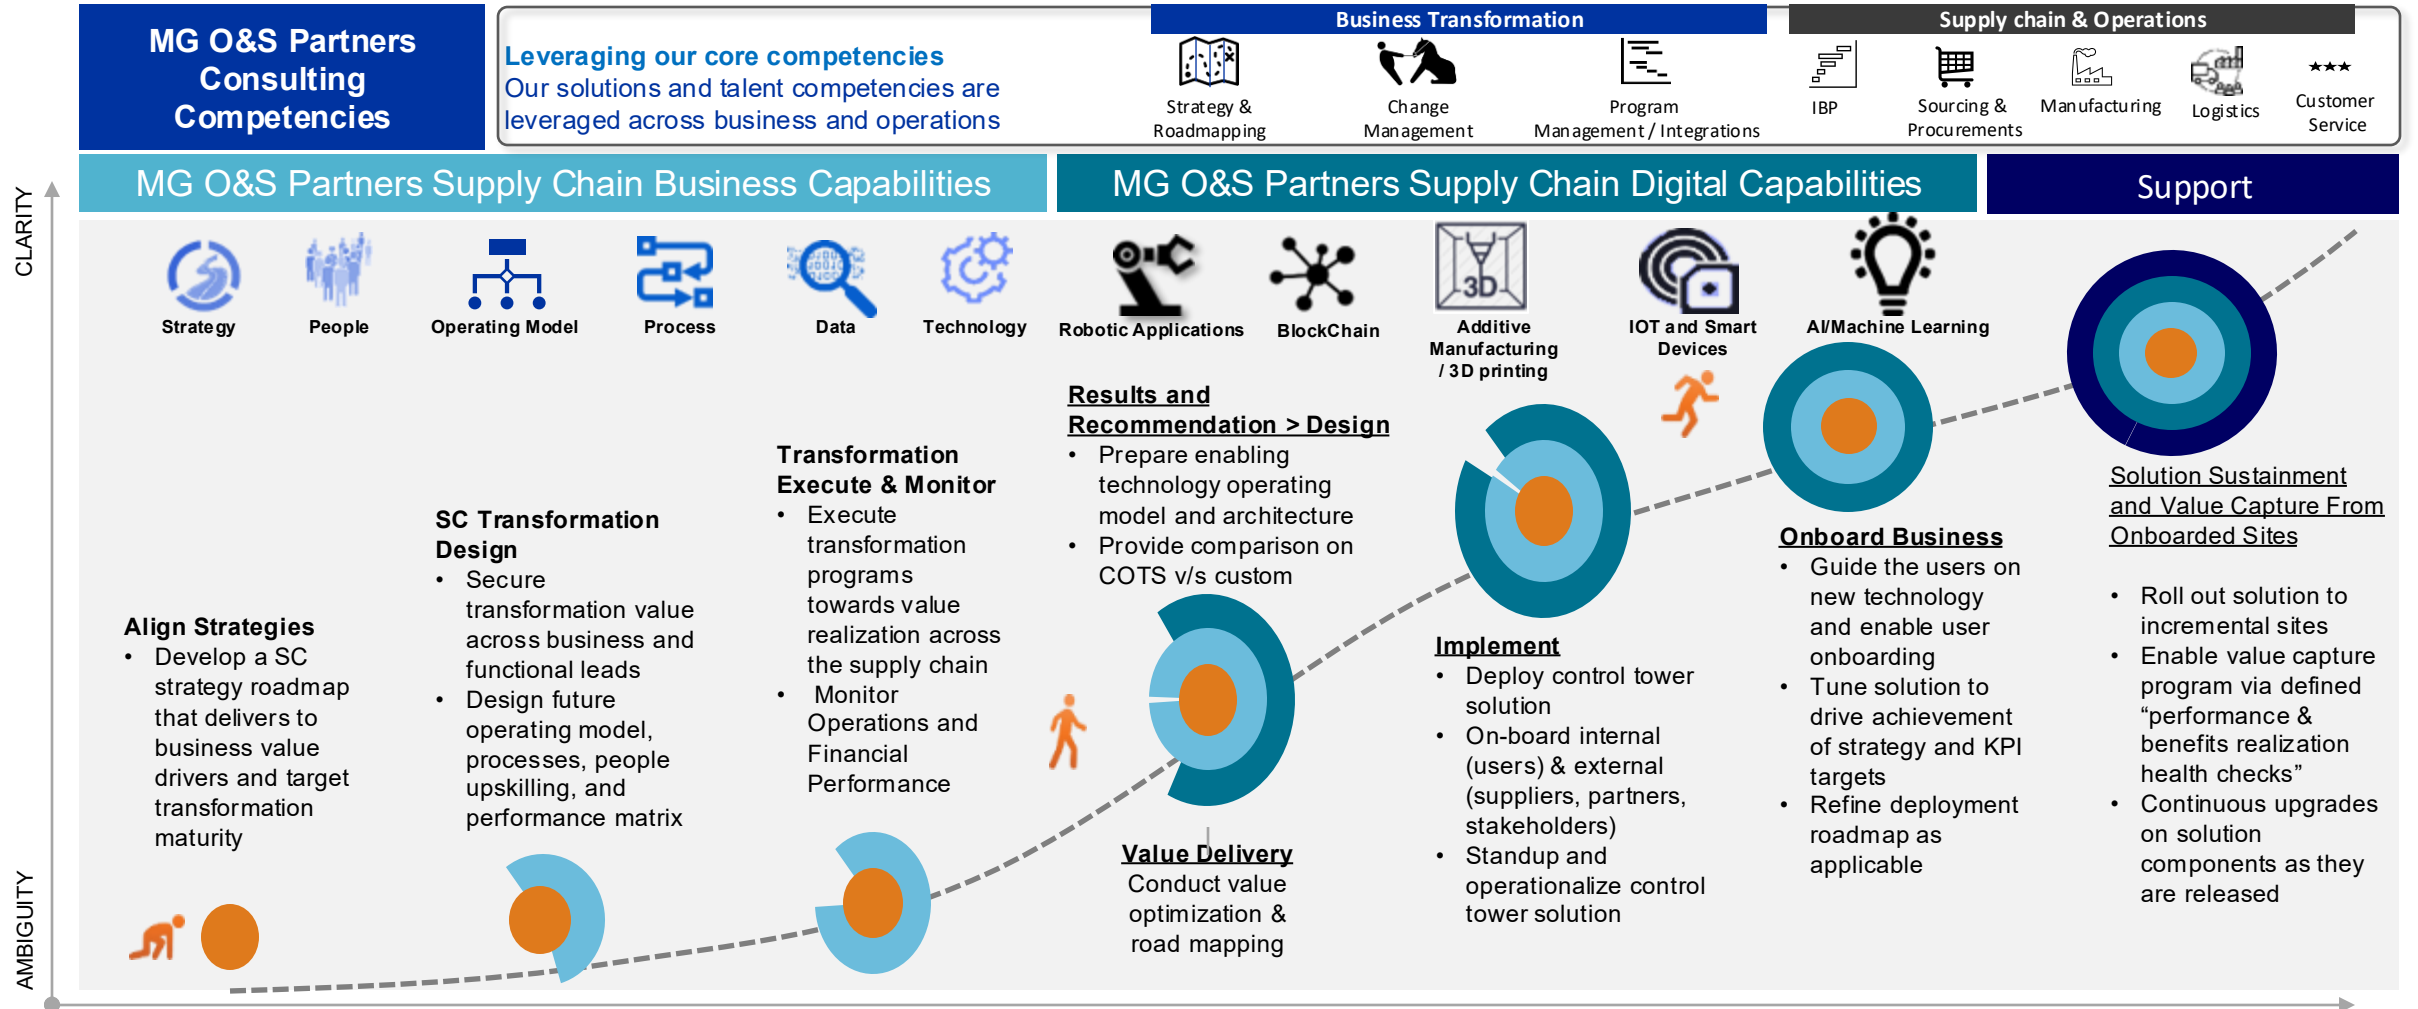 MG O&S Partners
Consulting
Competencies
Leveraging our core competencies
Our solutions and talent competencies are
leveraged across business and operations
Business Transformation
Strategy &
Roadmapping
Change
Management
Program
Management / Integrations
Supply chain & Operations
IBP
Sourcing &
Procurements
Manufacturing
Logistics
Customer
Service
MG O&S Partners Supply Chain Business Capabilities
MG O&S Partners Supply Chain Digital Capabilities
Support
CLARITY
AMBIGUITY
Strategy
People
Operating Model
Process
Data
Technology
Robotic Applications
BlockChain
3D
Additive
Manufacturing
/ 3D printing
IOT and Smart
Devices
AI/Machine Learning
Align Strategies
• Develop a SC
strategy roadmap
that delivers to
business value
drivers and target
transformation
maturity
SC Transformation
Design
• Secure
transformation value
across business and
functional leads
• Design future
operating model,
processes, people
upskilling, and
performance matrix
Transformation
Execute & Monitor
• Execute
transformation
programs
towards value
realization across
the supply chain
• Monitor
Operations and
Financial
Performance
Results and
Recommendation > Design
• Prepare enabling
technology operating
model and architecture
• Provide comparison on
COTS v/s custom
Value Delivery
Conduct value
optimization &
road mapping
Implement
• Deploy control tower
solution
• On-board internal
(users) & external
(suppliers, partners,
stakeholders)
• Standup and
operationalize control
tower solution
Onboard Business
• Guide the users on
new technology
and enable user
onboarding
• Tune solution to
drive achievement
of strategy and KPI
targets
• Refine deployment
roadmap as
applicable
Solution Sustainment
and Value Capture From
Onboarded Sites
• Roll out solution to
incremental sites
• Enable value capture
program via defined
“performance &
benefits realization
health checks”
• Continuous upgrades
on solution
components as they
are released